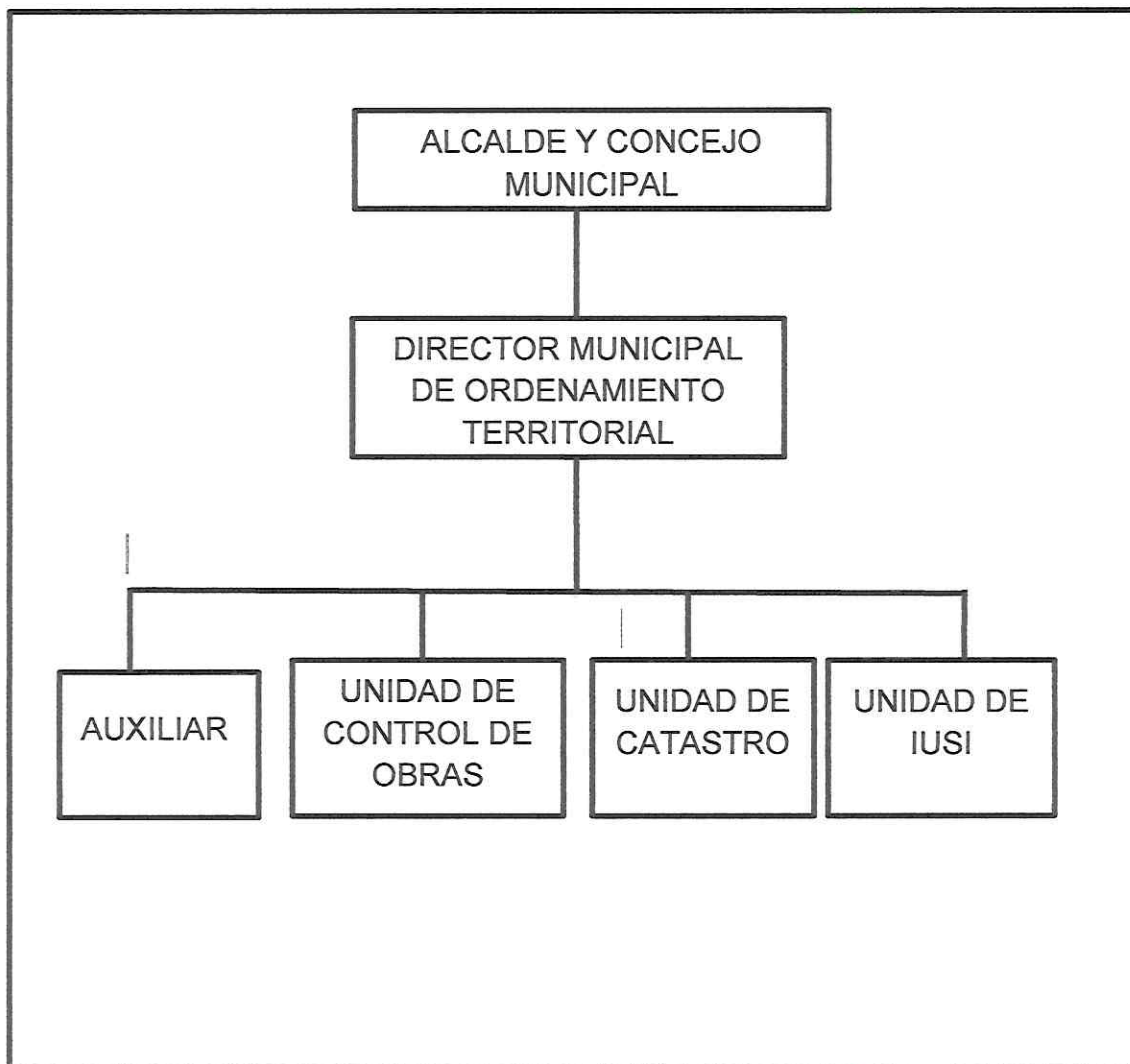 ALCALDE Y CONCEJO
MUNICIPAL
DIRECTOR MUNICIPAL
DE ORDENAMIENTO
TERRITORIAL
AUXILIAR
UNIDAD DE
CONTROL DE
OBRAS
UNIDAD DE
CATASTRO
UNIDAD DE
IUSI